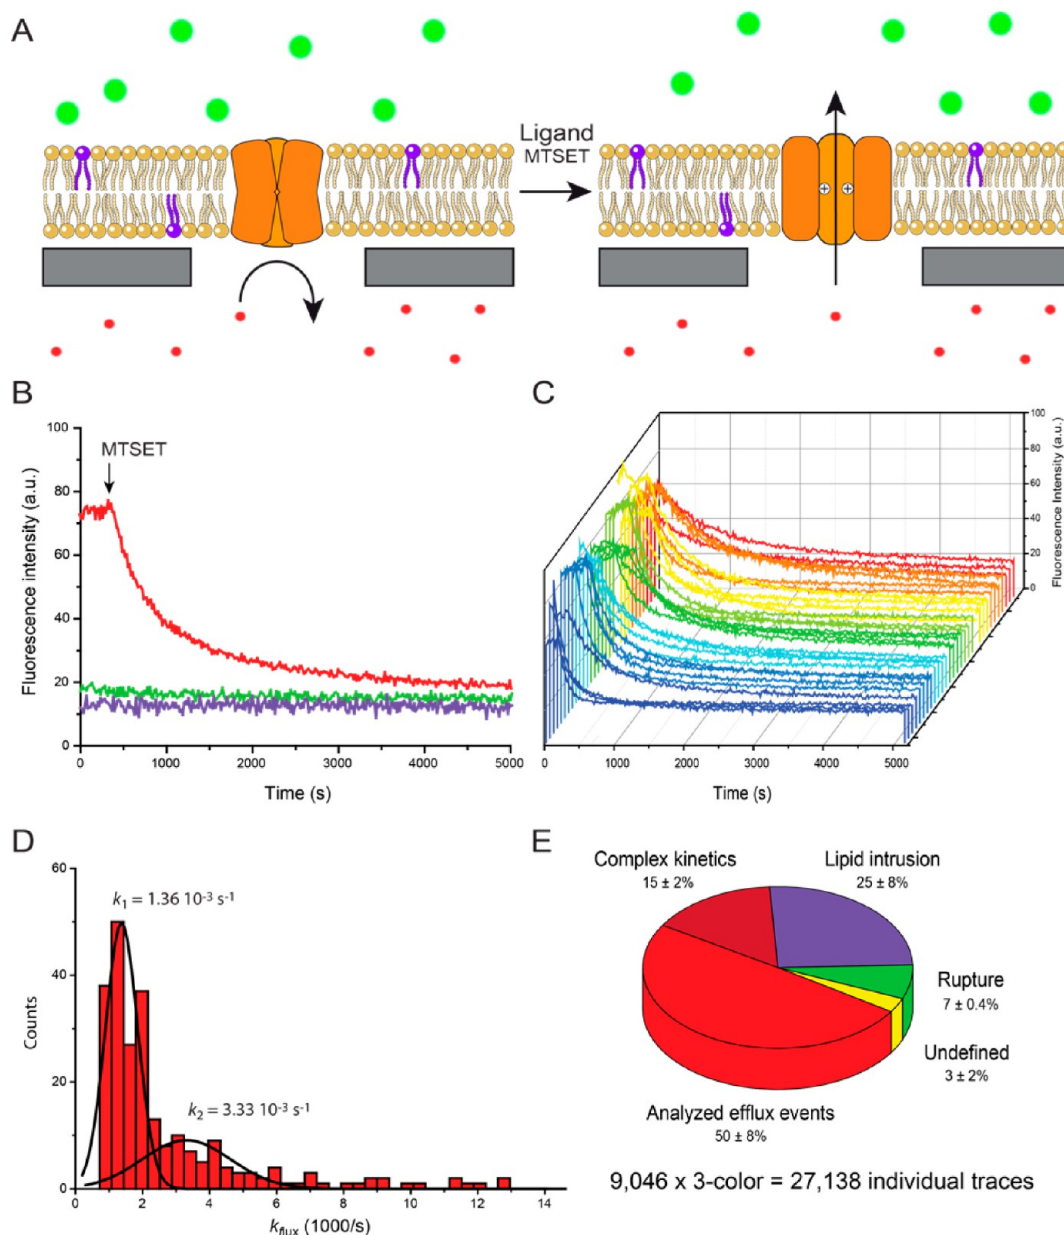 A
Ligand
MTSET
B
100
80
60
40
20
0
Fluorescence intensity (a.u.)
MTSET
0 1000 2000 3000 4000 5000
Time (s)
C
100
80
60
40
20
0
Fluorescence Intensity (a.u.)
0 1000 2000 3000 4000 5000
Time (s)
D
60
40
20
0
Counts
k1 = 1.36 10-3 s-1
k2 = 3.33 10-3 s-1
0 2 4 6 8 10 12 14
kflux (1000/s)
E
Complex kinetics
15 ± 2%
Lipid intrusion
25 ± 8%
Rupture
7 ± 0.4%
Undefined
3 ± 2%
Analyzed efflux events
50 ± 8%
9,046 x 3-color = 27,138 individual traces